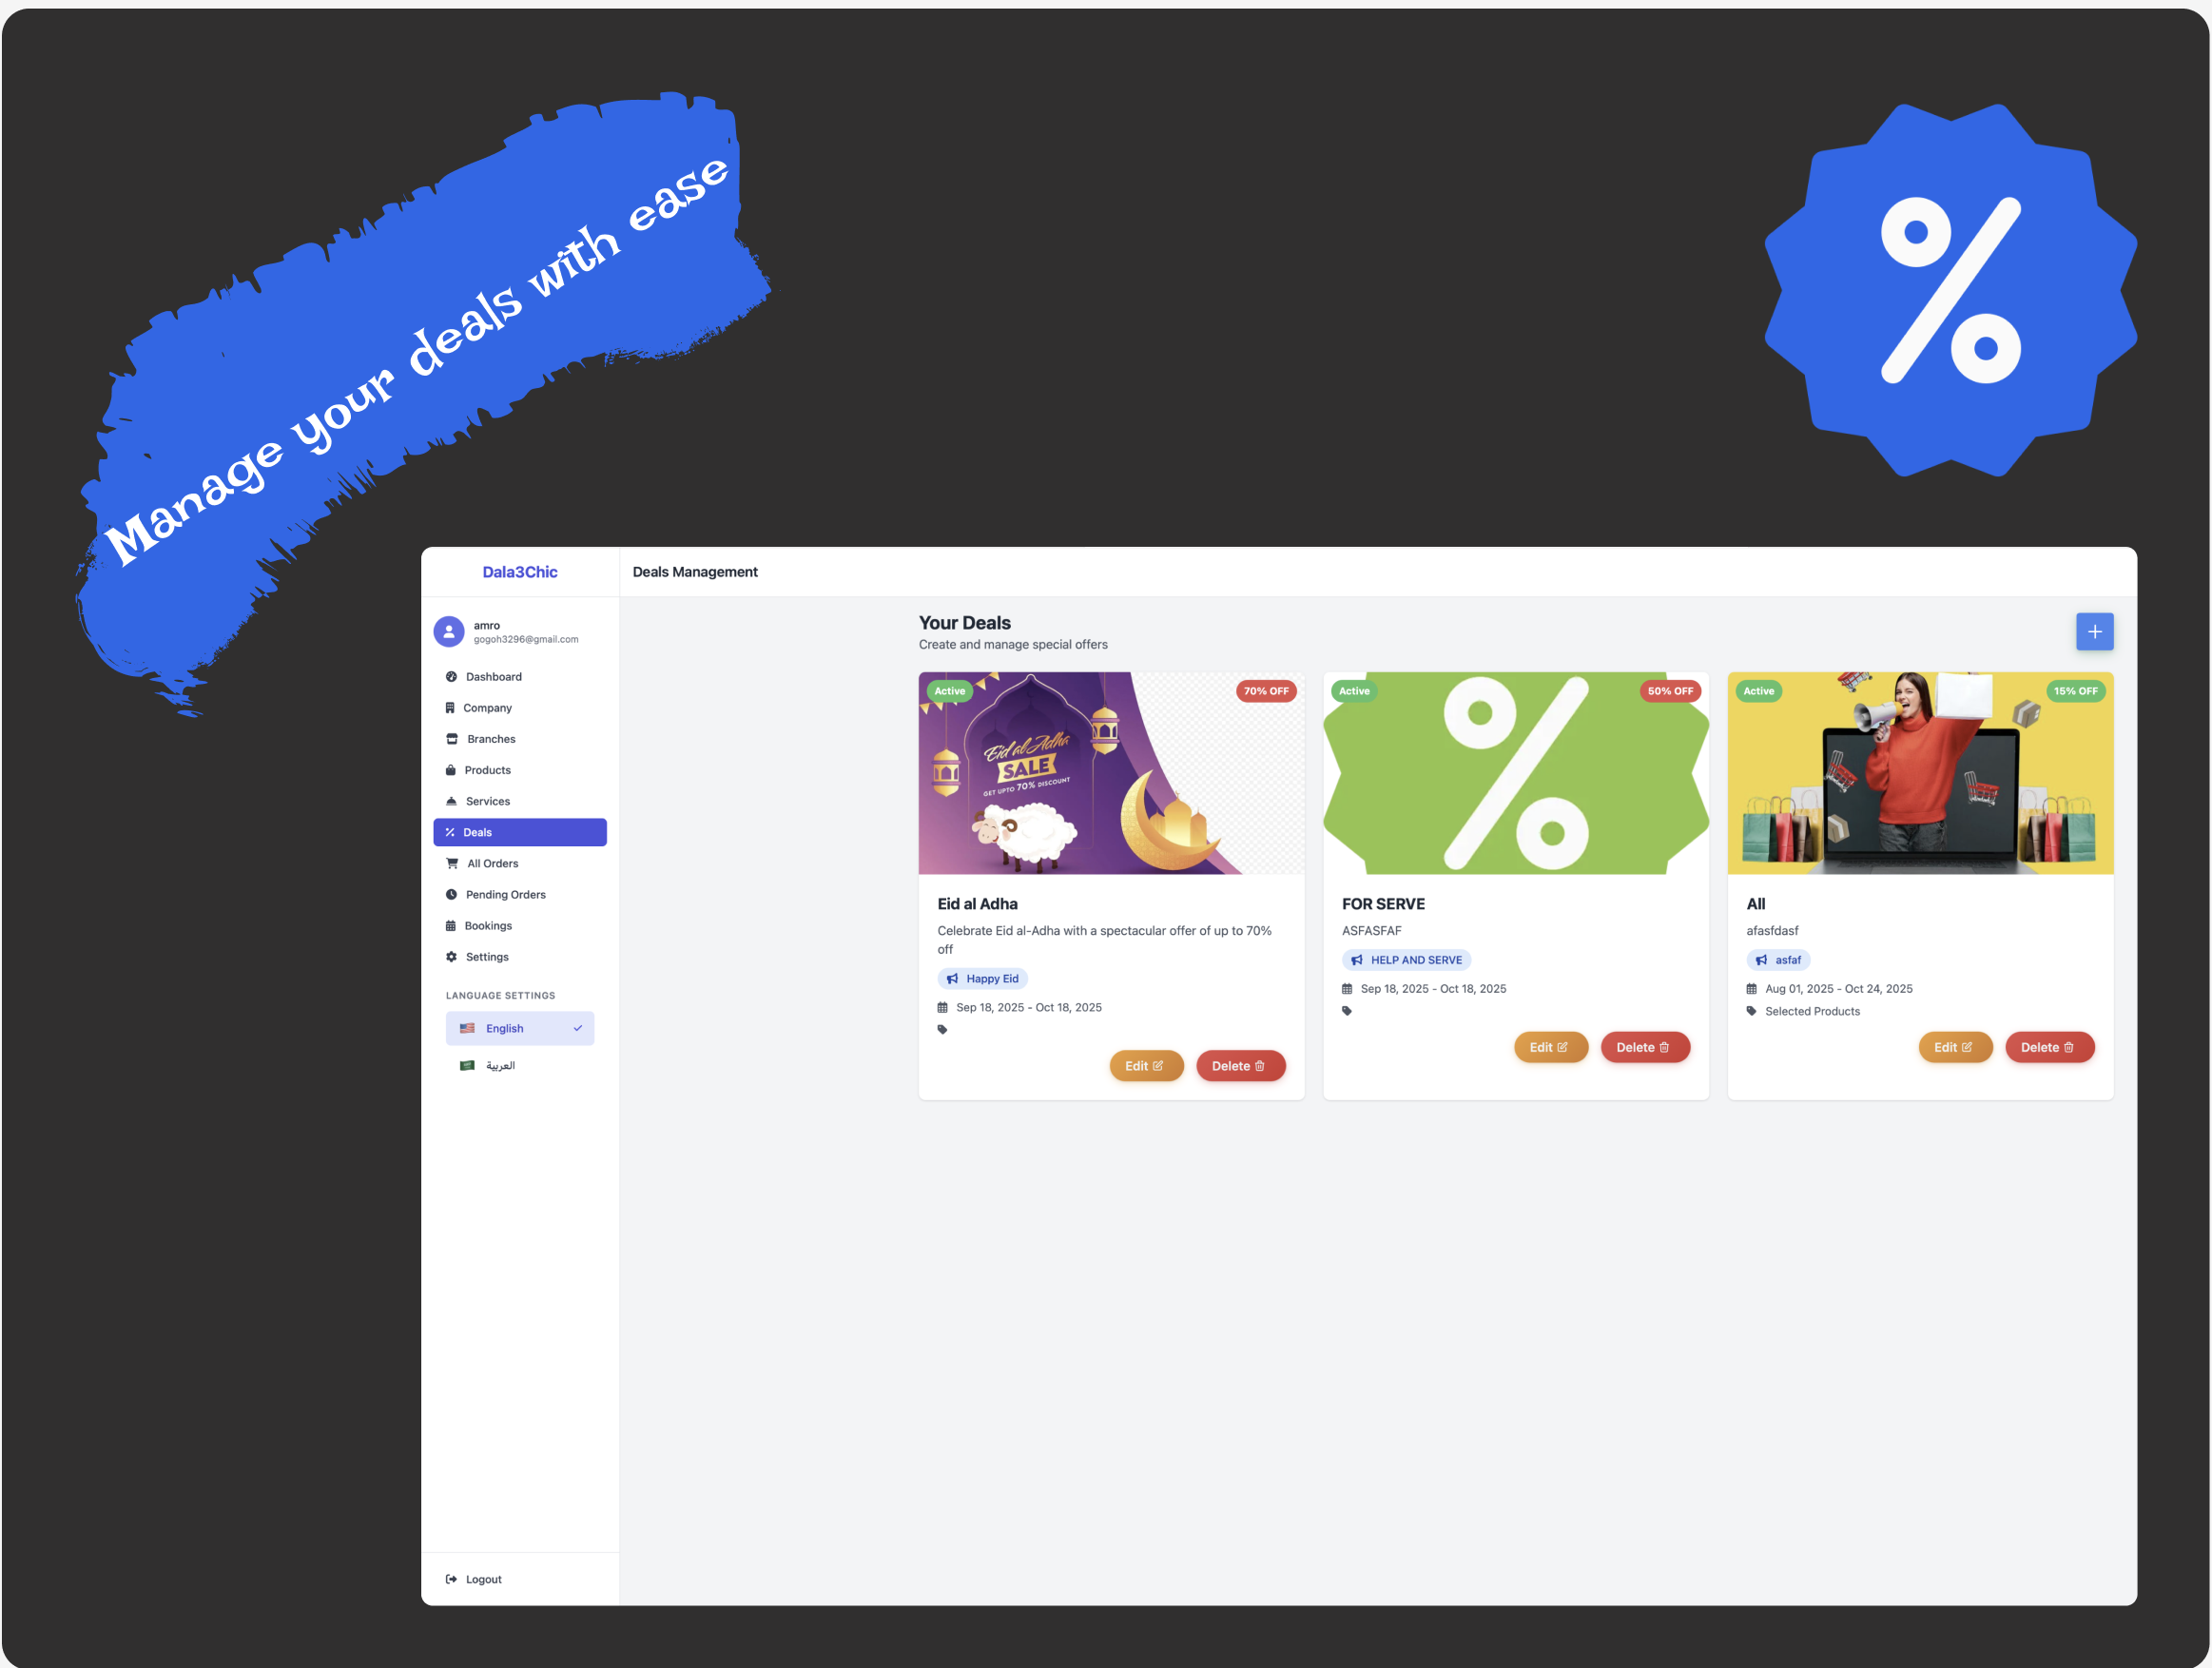 Manage your deals with ease
Dala3Chic
Deals Management
amro
gogoh3296@gmail.com
Dashboard
Company
Branches
Products
Services
Deals
All Orders
Pending Orders
Bookings
Settings
LANGUAGE SETTINGS
English
العربية
Logout
Your Deals
Create and manage special offers
Active
70% OFF
Eid al Adha
SALE
GET UPTO 70% DISCOUNT
Eid al Adha
Celebrate Eid al-Adha with a spectacular offer of up to 70%
off
Happy Eid
Sep 18, 2025 - Oct 18, 2025
Edit
Delete
Active
50% OFF
%
FOR SERVE
ASFASFAF
HELP AND SERVE
Sep 18, 2025 - Oct 18, 2025
Edit
Delete
Active
15% OFF
All
afasfdasf
asfaf
Aug 01, 2025 - Oct 24, 2025
Selected Products
Edit
Delete